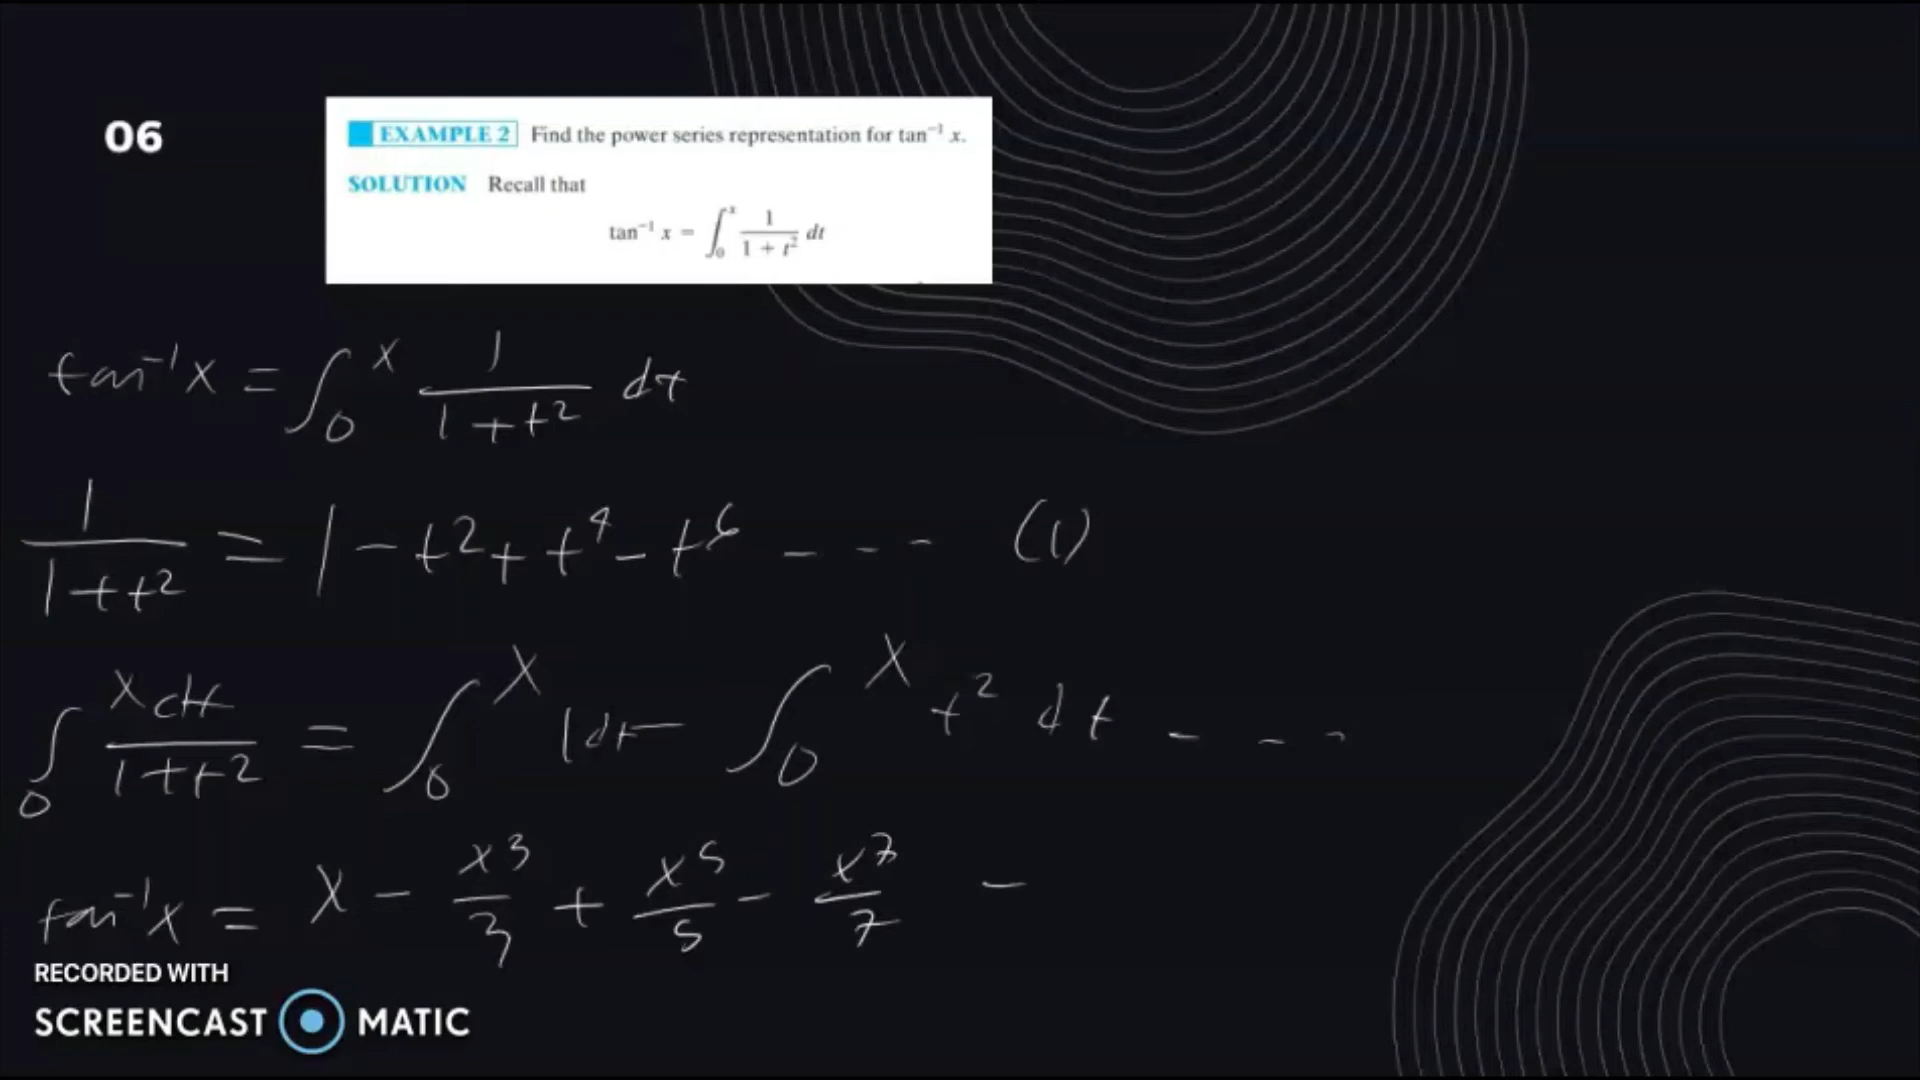 06
EXAMPLE 2 Find the power series representation for tan⁻¹ x.
SOLUTION Recall that
tan⁻¹ x = ∫₀ˣ 1/(1 + t²) dt
tan⁻¹x = ∫₀ˣ 1/(1+t²) dt
1/(1+t²) = 1 - t² + t⁴ - t⁶ - - - (1)
∫₀ˣ dt/(1+t²) = ∫₀ˣ 1dt - ∫₀ˣ t² dt - - -
tan⁻¹x = x - x³/3 + x⁵/5 - x⁷/7 -
RECORDED WITH
SCREENCAST MATIC